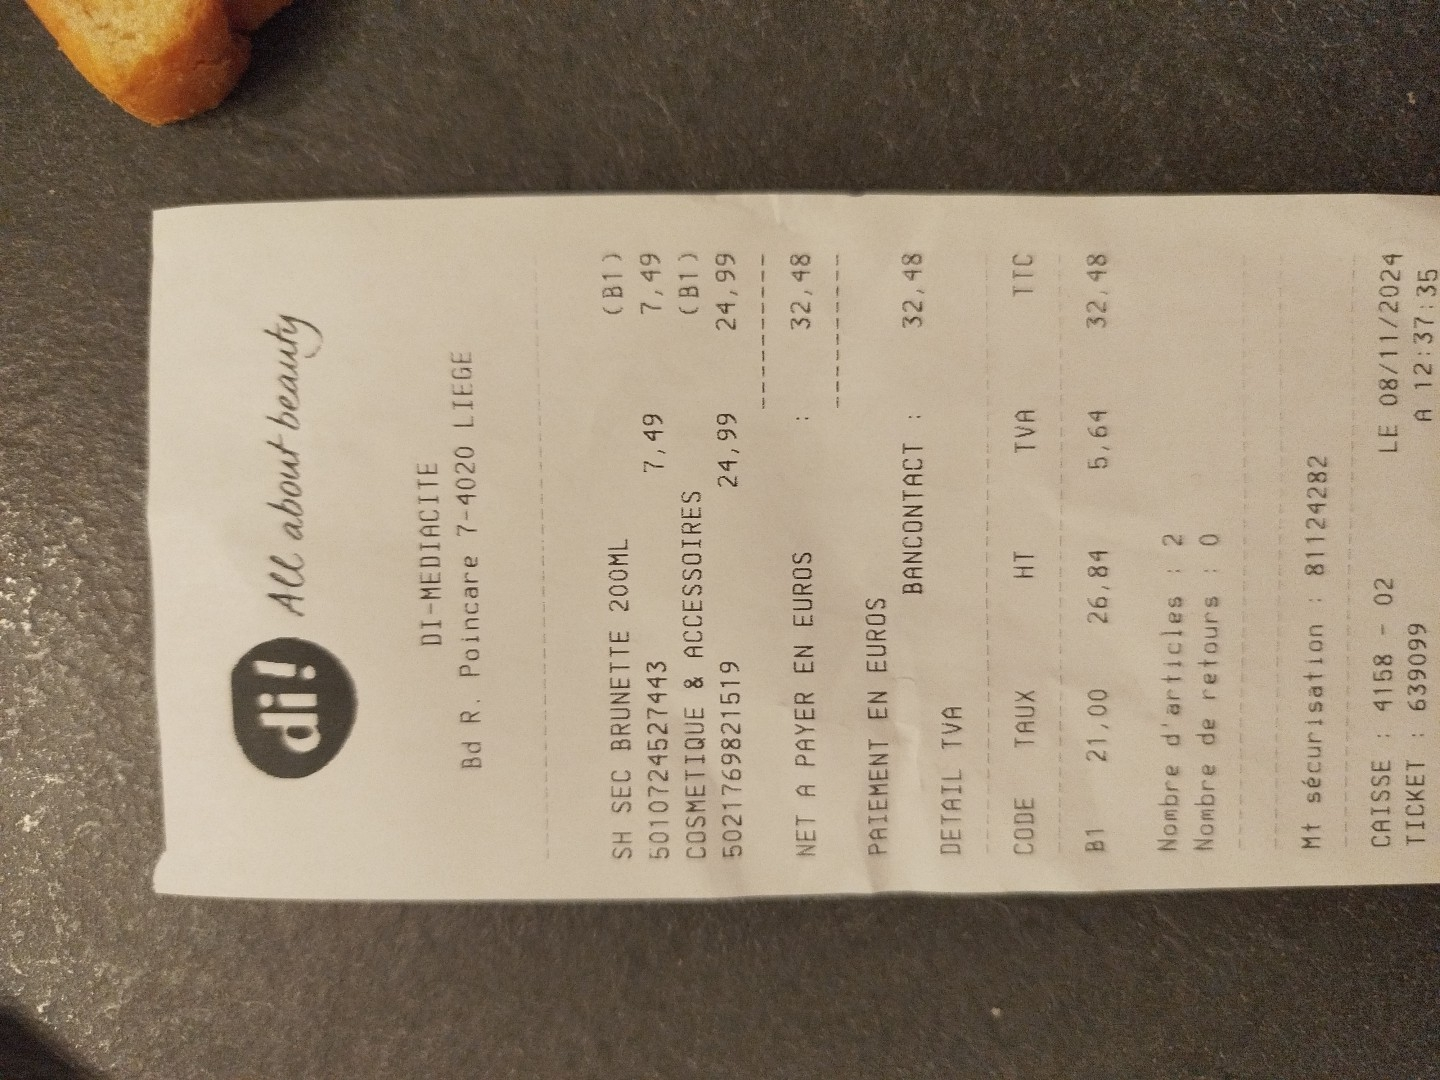 di! All about beauty
DI-MEDIACITE
Bd R. Poincare 7-4020 LIEGE
(B1)
SH SEC BRUNETTE 200ML
5010724527443 7,49 7,49
COSMETIQUE & ACCESSOIRES (B1)
5021769821519 24,99 24,99
NET A PAYER EN EUROS : 32,48
PAIEMENT EN EUROS
BANCONTACT : 32,48
DETAIL TVA
CODE TAUX HT TVA TTC
B1 21,00 26,84 5,64 32,48
Nombre d'articles : 2
Nombre de retours : 0
Mt sécurisation : 81124282
CAISSE : 4158 - 02 LE 08/11/2024
TICKET : 639099 A 12:37:35